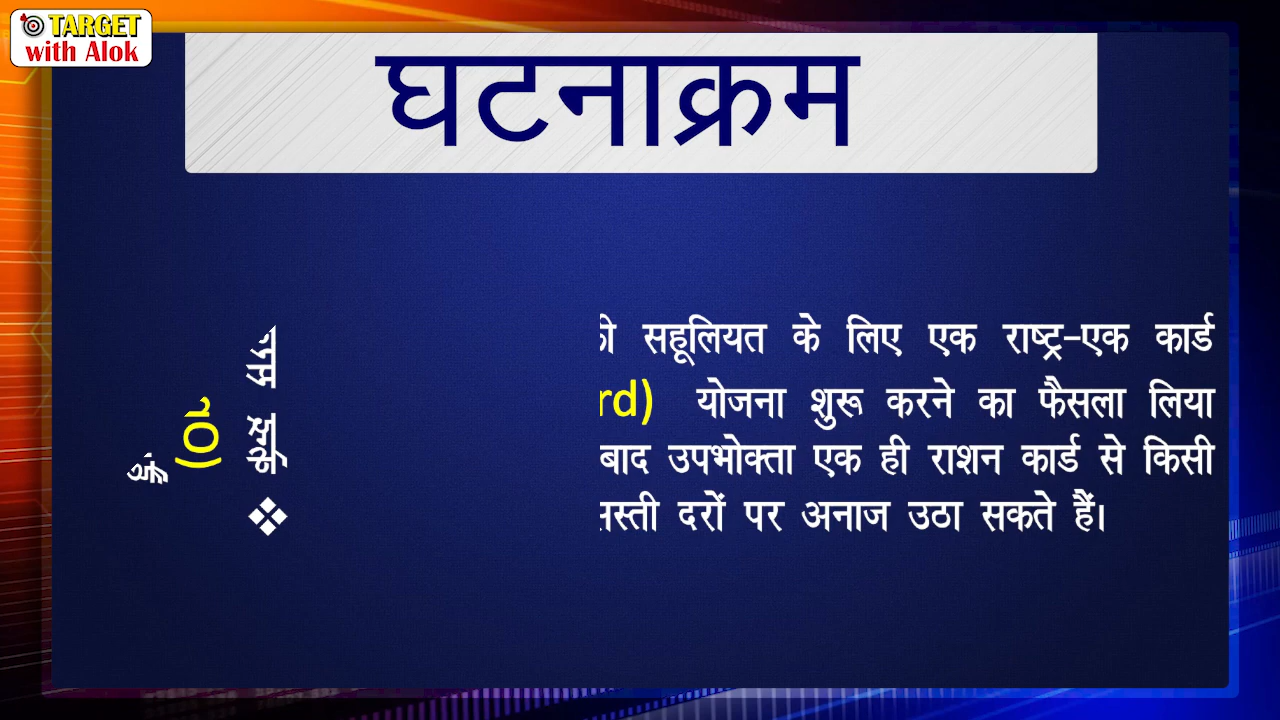 TARGET
with Alok
घटनाक्रम
सहूलियत के लिए एक राष्ट्र-एक कार्ड
rd) योजना शुरू करने का फैसला लिया
बाद उपभोक्ता एक ही राशन कार्ड से किसी
दरों पर अनाज उठा सकते हैं।